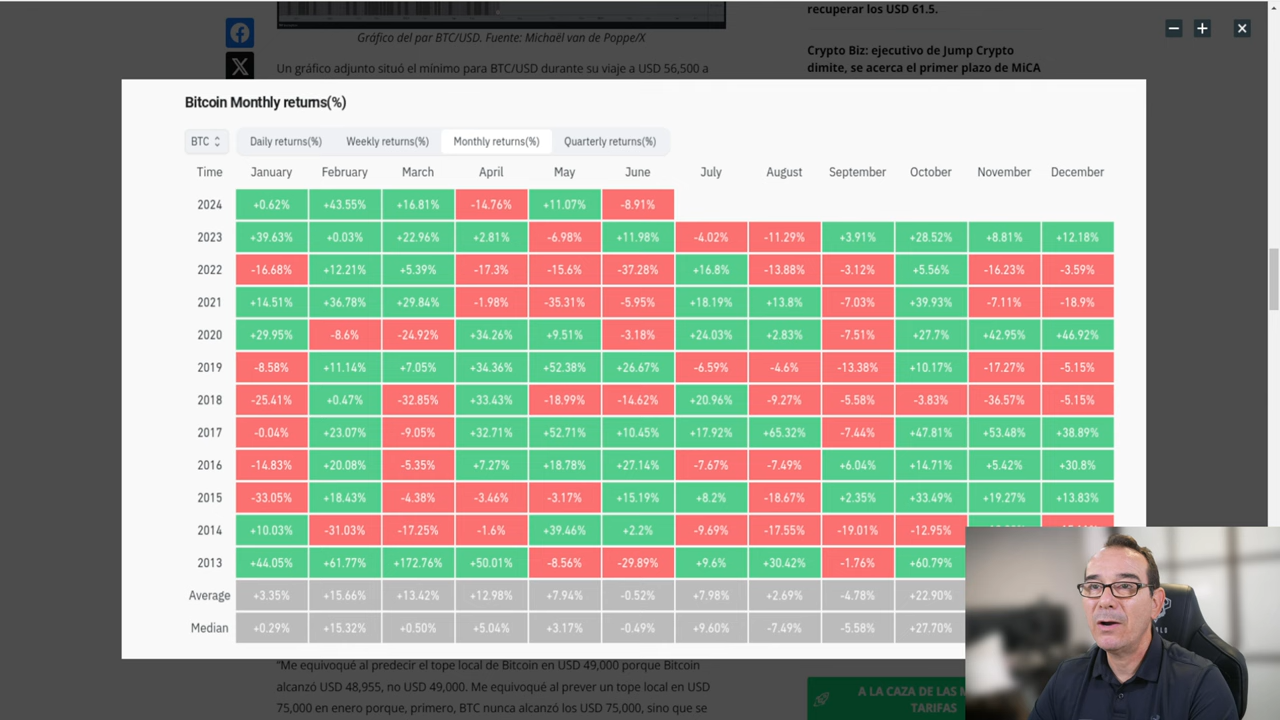 recuperar los USD 61.5.
Gráfico del par BTC/USD. Fuente: Michaël van de Poppe/X
Crypto Biz: ejecutivo de Jump Crypto
dimite, se acerca el primer plazo de MiCA
Un gráfico adjunto situó el mínimo para BTC/USD durante su viaje a USD 56,500 a
Bitcoin Monthly returns(%)
BTC Daily returns(%) Weekly returns(%) Monthly returns(%) Quarterly returns(%)
Time January February March April May June July August September October November December
2024 +0.62% +43.55% +16.81% -14.76% +11.07% -8.91%
2023 +39.63% +0.03% +22.96% +2.81% -6.98% +11.98% -4.02% -11.29% +3.91% +28.52% +8.81% +12.18%
2022 -16.68% +12.21% +5.39% -17.3% -15.6% -37.28% +16.8% -13.88% -3.12% +5.56% -16.23% -3.59%
2021 +14.51% +36.78% +29.84% -1.98% -35.31% -5.95% +18.19% +13.8% -7.03% +39.93% -7.11% -18.9%
2020 +29.95% -8.6% -24.92% +34.26% +9.51% -3.18% +24.03% +2.83% -7.51% +27.7% +42.95% +46.92%
2019 -8.58% +11.14% +7.05% +34.36% +52.38% +26.67% -6.59% -4.6% -13.38% +10.17% -17.27% -5.15%
2018 -25.41% +0.47% -32.85% +33.43% -18.99% -14.62% +20.96% -9.27% -5.58% -3.83% -36.57% -5.15%
2017 -0.04% +23.07% -9.05% +32.71% +52.71% +10.45% +17.92% +65.32% -7.44% +47.81% +53.48% +38.89%
2016 -14.83% +20.08% -5.35% +7.27% +18.78% +27.14% -7.67% -7.49% +6.04% +14.71% +5.42% +30.8%
2015 -33.05% +18.43% -4.38% -3.46% -3.17% +15.19% +8.2% -18.67% +2.35% +33.49% +19.27% +13.83%
2014 +10.03% -31.03% -17.25% -1.6% +39.46% +2.2% -9.69% -17.55% -19.01% -12.95%
2013 +44.05% +61.77% +172.76% +50.01% -8.56% -29.89% +9.6% +30.42% -1.76% +60.79%
Average +3.35% +15.66% +13.42% +12.98% +7.94% -0.52% +7.98% +2.69% -4.78% +22.90%
Median +0.29% +15.32% +0.50% +5.04% +3.17% -0.49% +9.60% -7.49% -5.58% +27.70%
"Me equivoqué al predecir el tope local de Bitcoin en USD 49,000 porque Bitcoin
alcanzó USD 48,955, no USD 49,000. Me equivoqué al prever un tope local en USD
75,000 en enero porque, primero, BTC nunca alcanzó los USD 75,000, sino que se
A LA CAZA DE LAS
TARIFAS